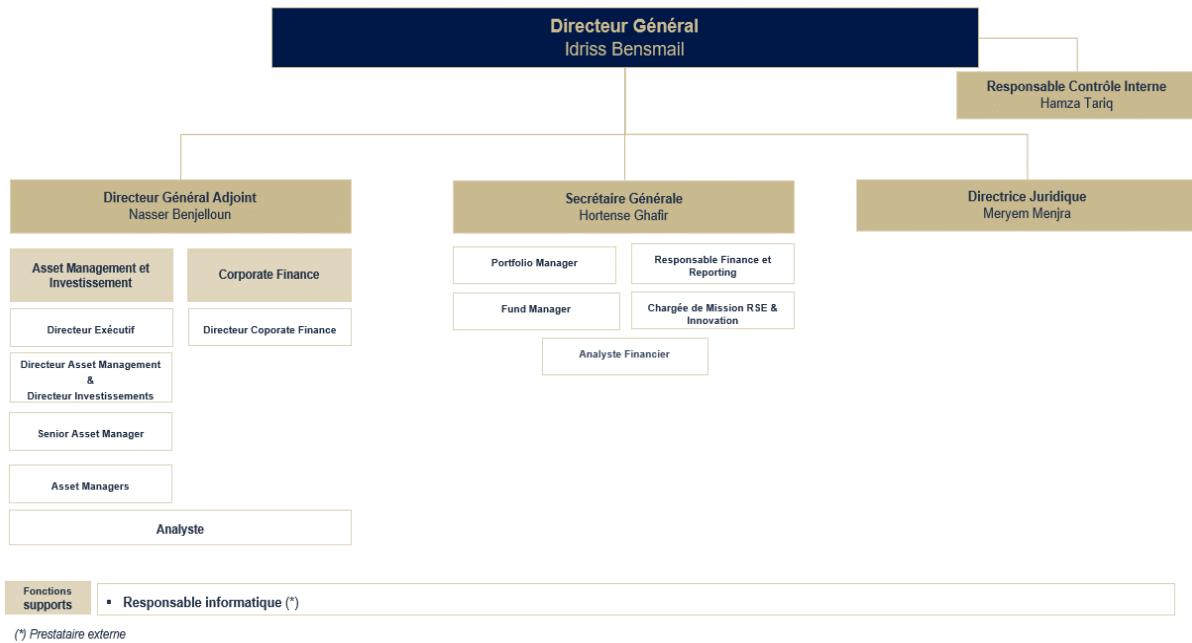 Directeur Général
Idriss Bensmail
Responsable Contrôle Interne
Hamza Tariq
Directeur Général Adjoint
Nasser Benjelloun
Secrétaire Générale
Hortense Ghafir
Directrice Juridique
Meryem Menjra
Asset Management et
Investissement
Corporate Finance
Directeur Exécutif
Directeur Coporate Finance
Directeur Asset Management
&
Directeur Investissements
Senior Asset Manager
Asset Managers
Analyste
Portfolio Manager
Responsable Finance et
Reporting
Fund Manager
Chargée de Mission RSE &
Innovation
Analyste Financier
Fonctions
supports
▪ Responsable informatique (*)
(*) Prestataire externe